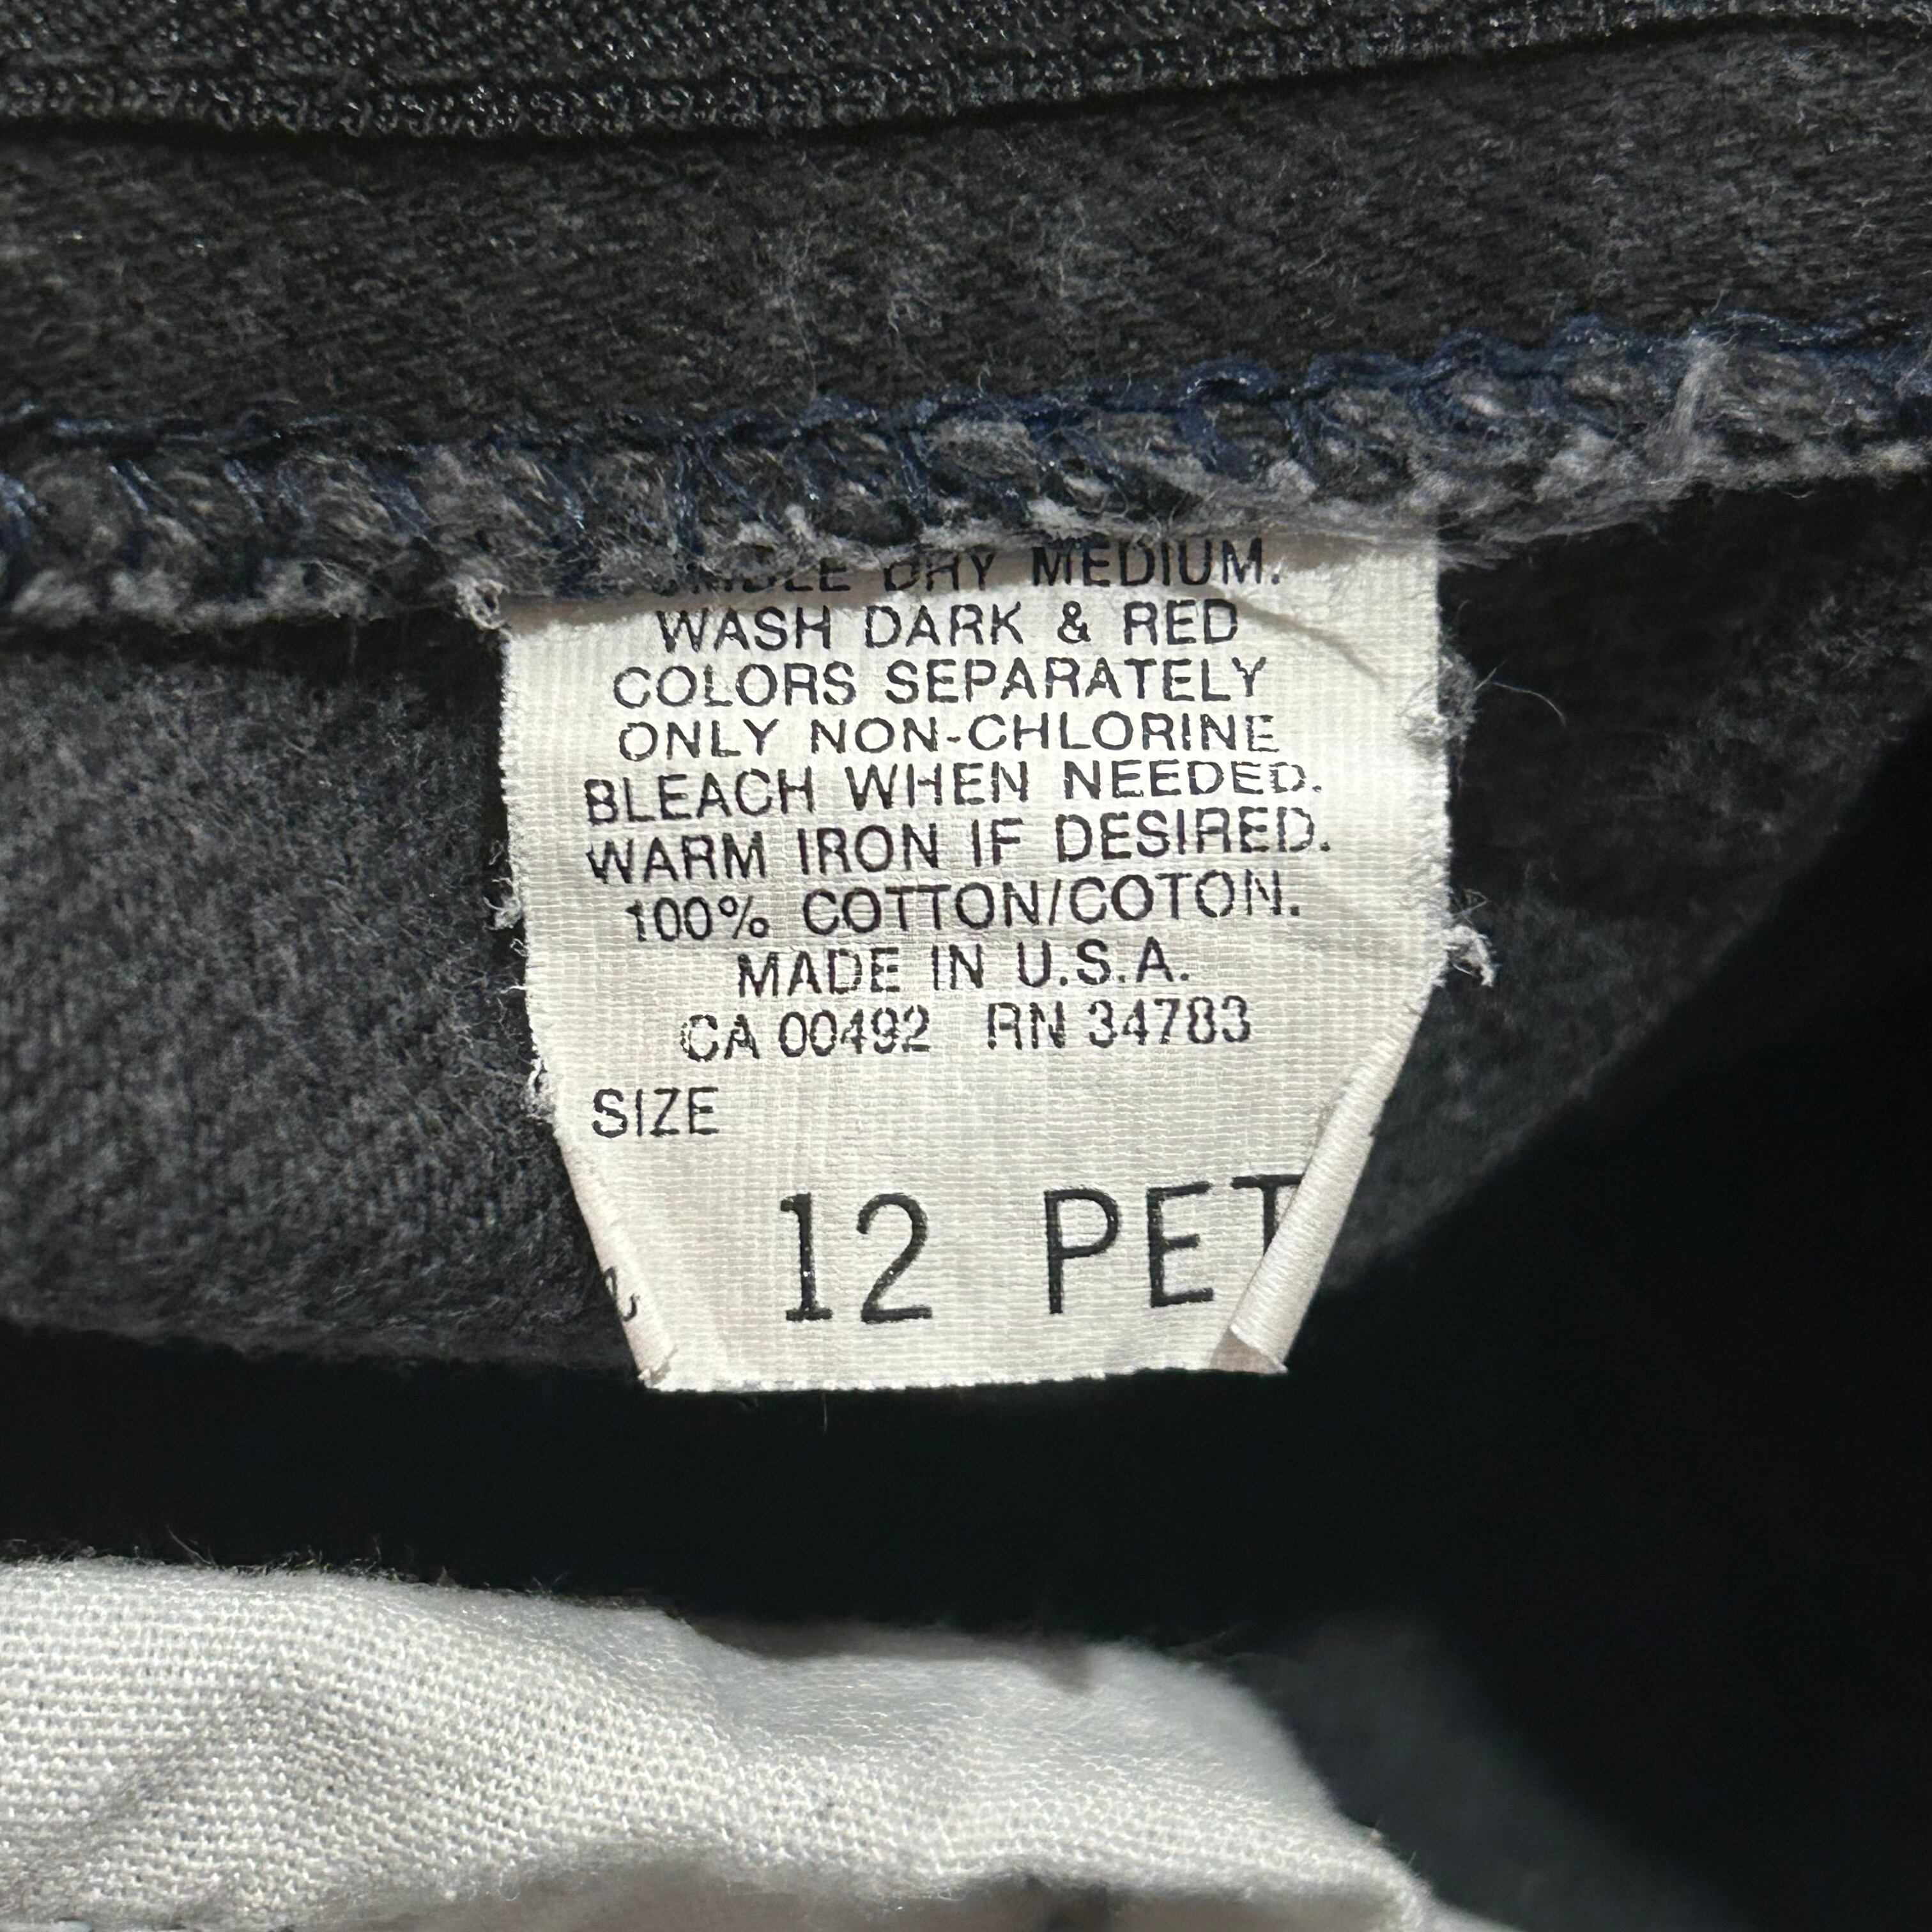 DRY MEDIUM.
WASH DARK & RED
COLORS SEPARATELY
ONLY NON-CHLORINE
BLEACH WHEN NEEDED.
WARM IRON IF DESIRED.
100% COTTON/COTON.
MADE IN U.S.A.
CA 00492 RN 34783
SIZE
12 PET